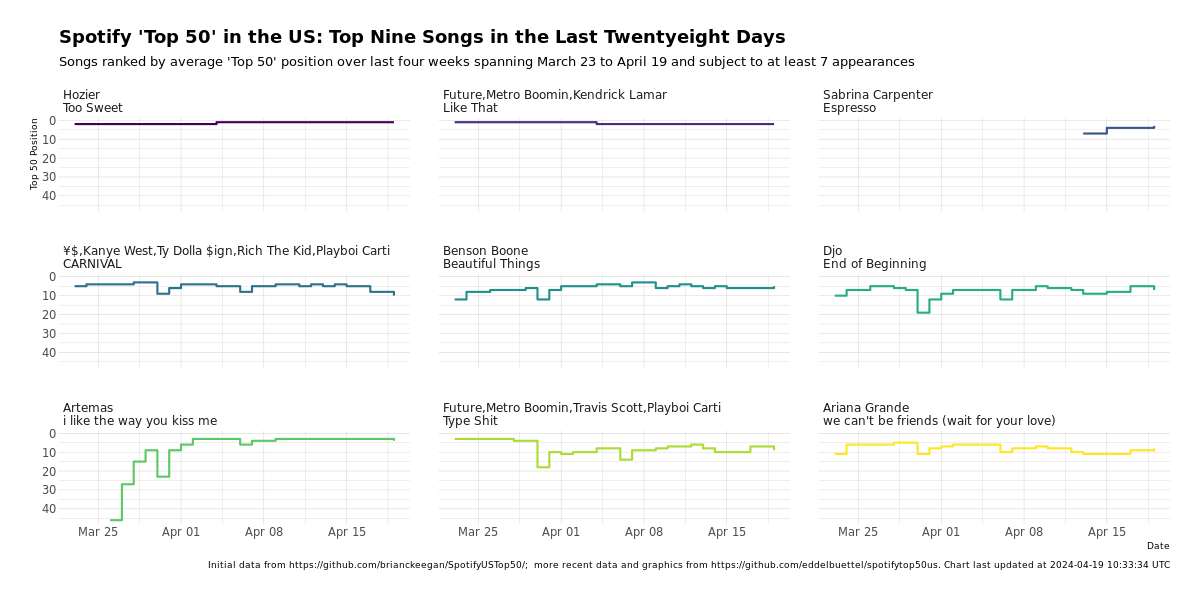 Spotify 'Top 50' in the US: Top Nine Songs in the Last Twentyeight Days
Songs ranked by average 'Top 50' position over last four weeks spanning March 23 to April 19 and subject to at least 7 appearances
Hozier
Too Sweet
Future,Metro Boomin,Kendrick Lamar
Like That
Sabrina Carpenter
Espresso
Top 50 Position
0
10
20
30
40
¥$,Kanye West,Ty Dolla $ign,Rich The Kid,Playboi Carti
CARNIVAL
Benson Boone
Beautiful Things
Djo
End of Beginning
0
10
20
30
40
Artemas
i like the way you kiss me
Future,Metro Boomin,Travis Scott,Playboi Carti
Type Shit
Ariana Grande
we can't be friends (wait for your love)
0
10
20
30
40
Mar 25 Apr 01 Apr 08 Apr 15
Mar 25 Apr 01 Apr 08 Apr 15
Mar 25 Apr 01 Apr 08 Apr 15
Date
Initial data from https://github.com/brianckeegan/SpotifyUSTop50/;  more recent data and graphics from https://github.com/eddelbuettel/spotifytop50us. Chart last updated at 2024-04-19 10:33:34 UTC